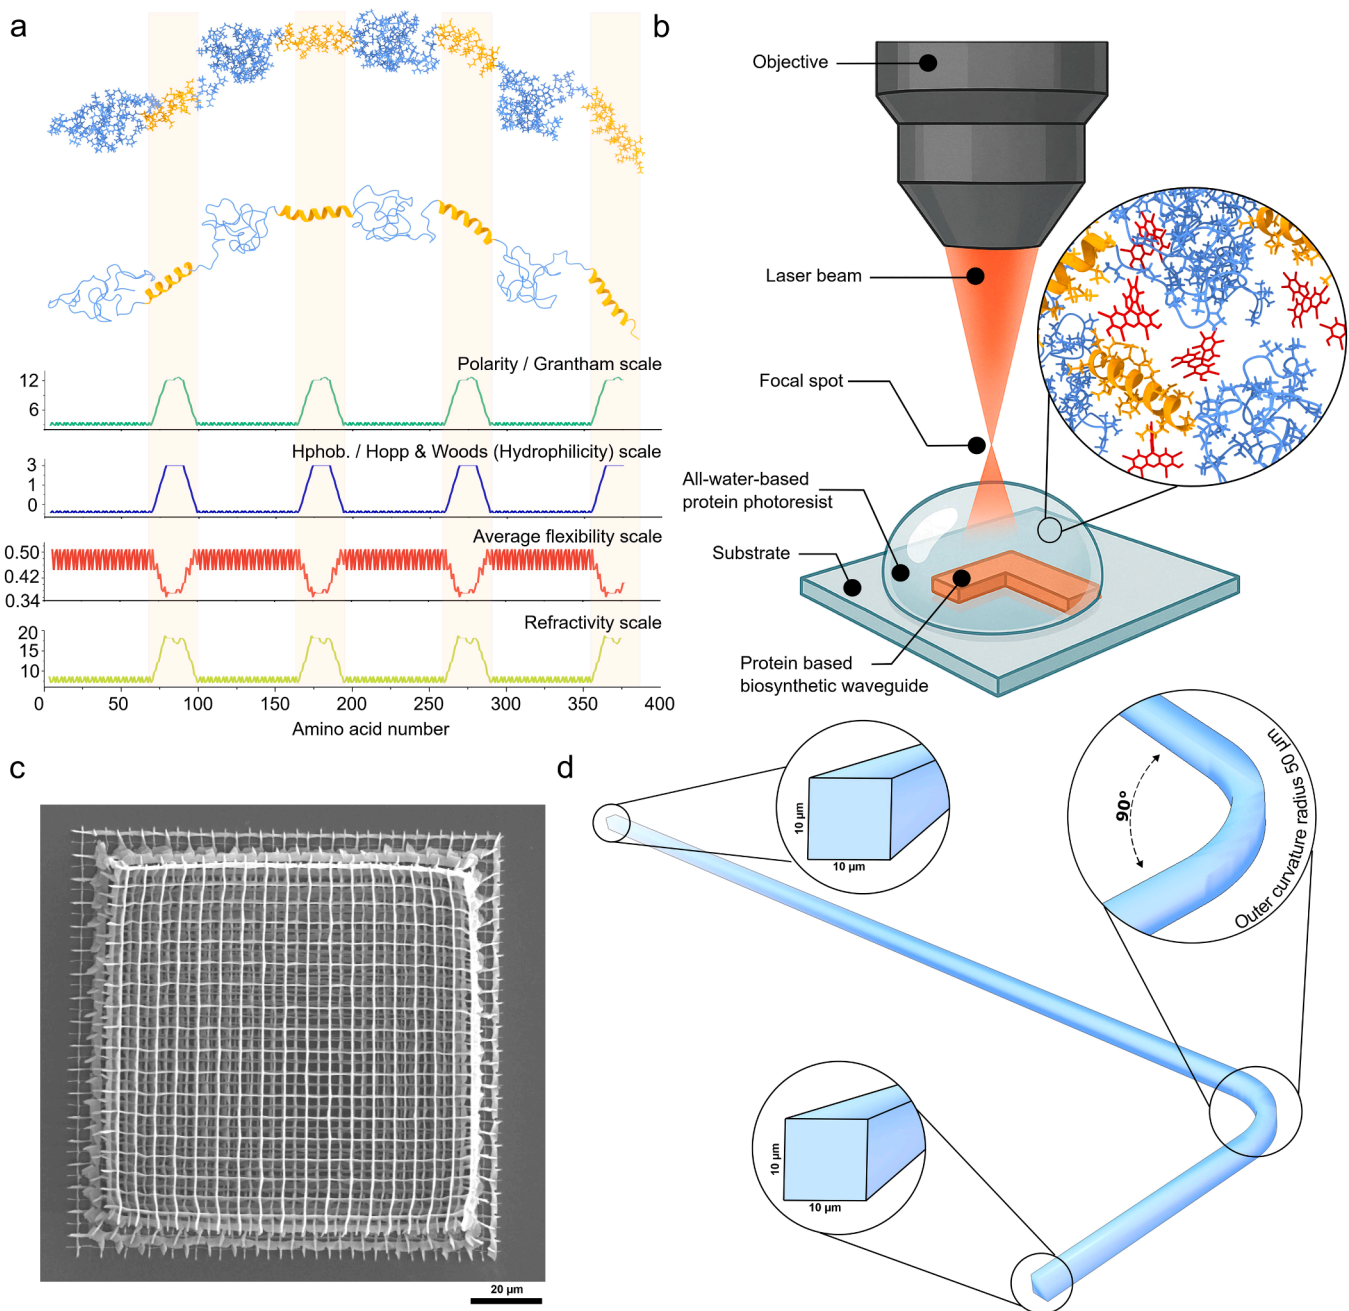 a
Polarity / Grantham scale
12
6
Hphob. / Hopp & Woods (Hydrophilicity) scale
3
0
Average flexibility scale
0.50
0.42
0.34
Refractivity scale
20
15
10
0 50 100 150 200 250 300 350 400
Amino acid number
b
Objective
Laser beam
Focal spot
All-water-based
protein photoresist
Substrate
Protein based
biosynthetic waveguide
c
20 µm
d
10 µm
10 µm
90°
Outer curvature radius 50 µm
10 µm
10 µm